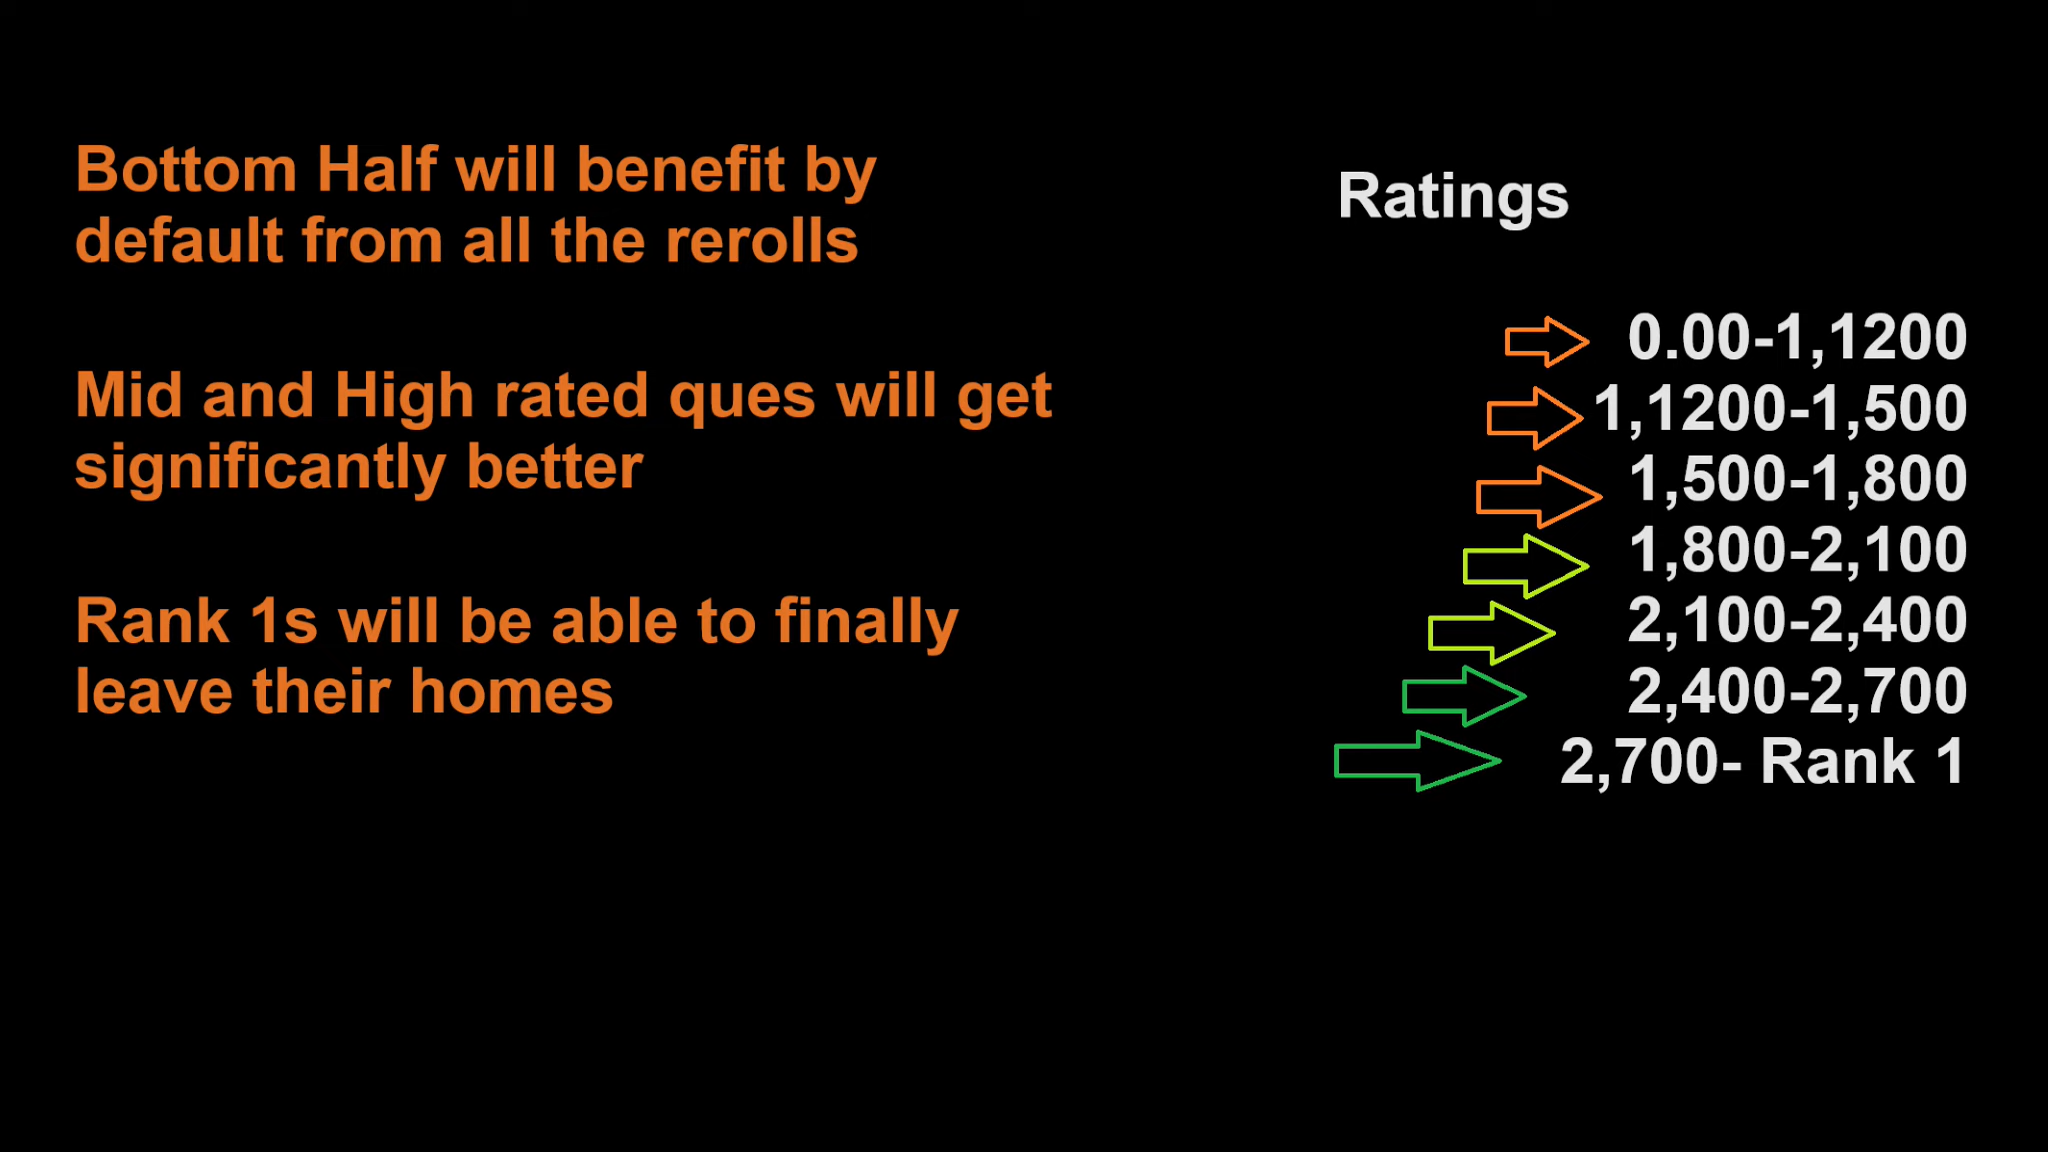 Bottom Half will benefit by
default from all the rerolls
Mid and High rated ques will get
significantly better
Rank 1s will be able to finally
leave their homes
Ratings
0.00-1,1200
1,1200-1,500
1,500-1,800
1,800-2,100
2,100-2,400
2,400-2,700
2,700- Rank 1